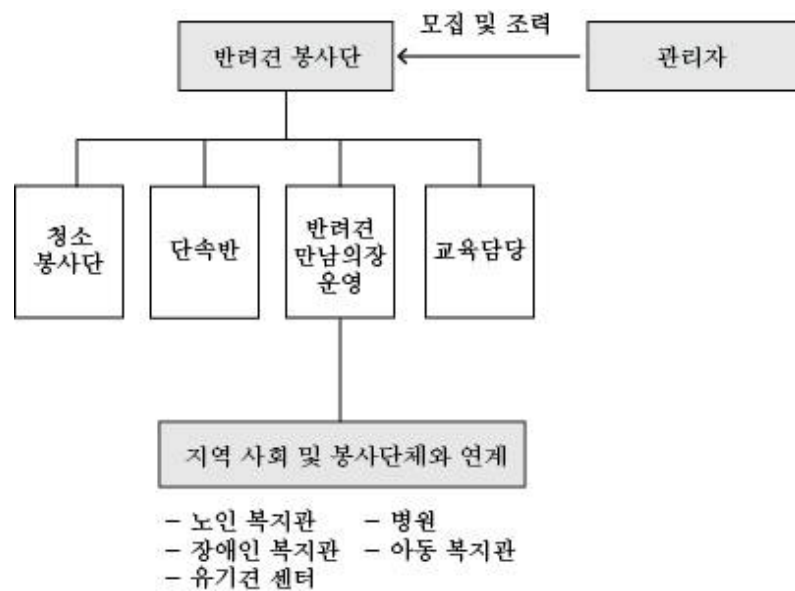 모집 및 조력
반려견 봉사단
관리자
청소
봉사단
단속반
반려견
만남의장
운영
교육담당
지역 사회 및 봉사단체와 연계
– 노인 복지관 – 병원
– 장애인 복지관 – 아동 복지관
– 유기견 센터